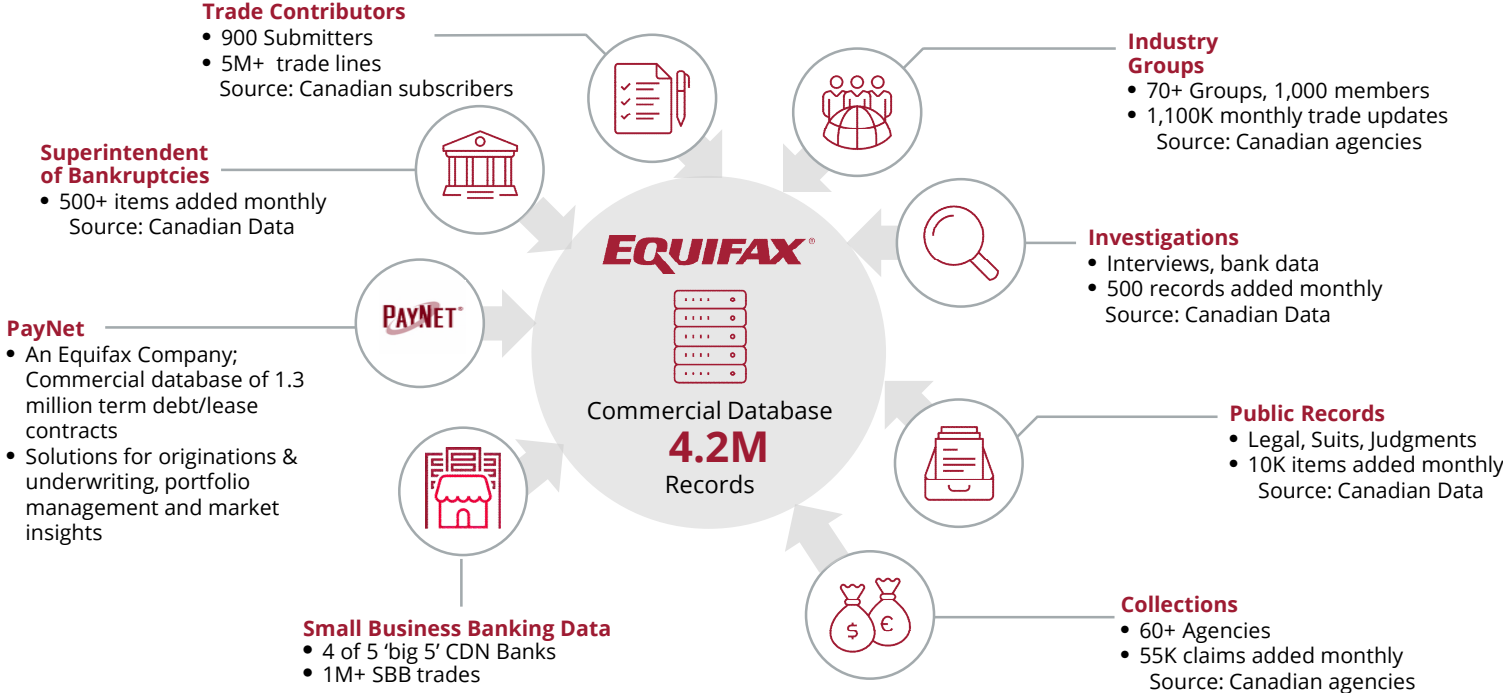 Trade Contributors
• 900 Submitters
• 5M+ trade lines
Source: Canadian subscribers
Industry
Groups
• 70+ Groups, 1,000 members
• 1,100K monthly trade updates
Source: Canadian agencies
Superintendent
of Bankruptcies
• 500+ items added monthly
Source: Canadian Data
Investigations
• Interviews, bank data
• 500 records added monthly
Source: Canadian Data
EQUIFAX®
Commercial Database
4.2M
Records
PAYNET®
PayNet
• An Equifax Company;
Commercial database of 1.3
million term debt/lease
contracts
• Solutions for originations &
underwriting, portfolio
management and market
insights
Public Records
• Legal, Suits, Judgments
• 10K items added monthly
Source: Canadian Data
Small Business Banking Data
• 4 of 5 ‘big 5’ CDN Banks
• 1M+ SBB trades
$ €
Collections
• 60+ Agencies
• 55K claims added monthly
Source: Canadian agencies